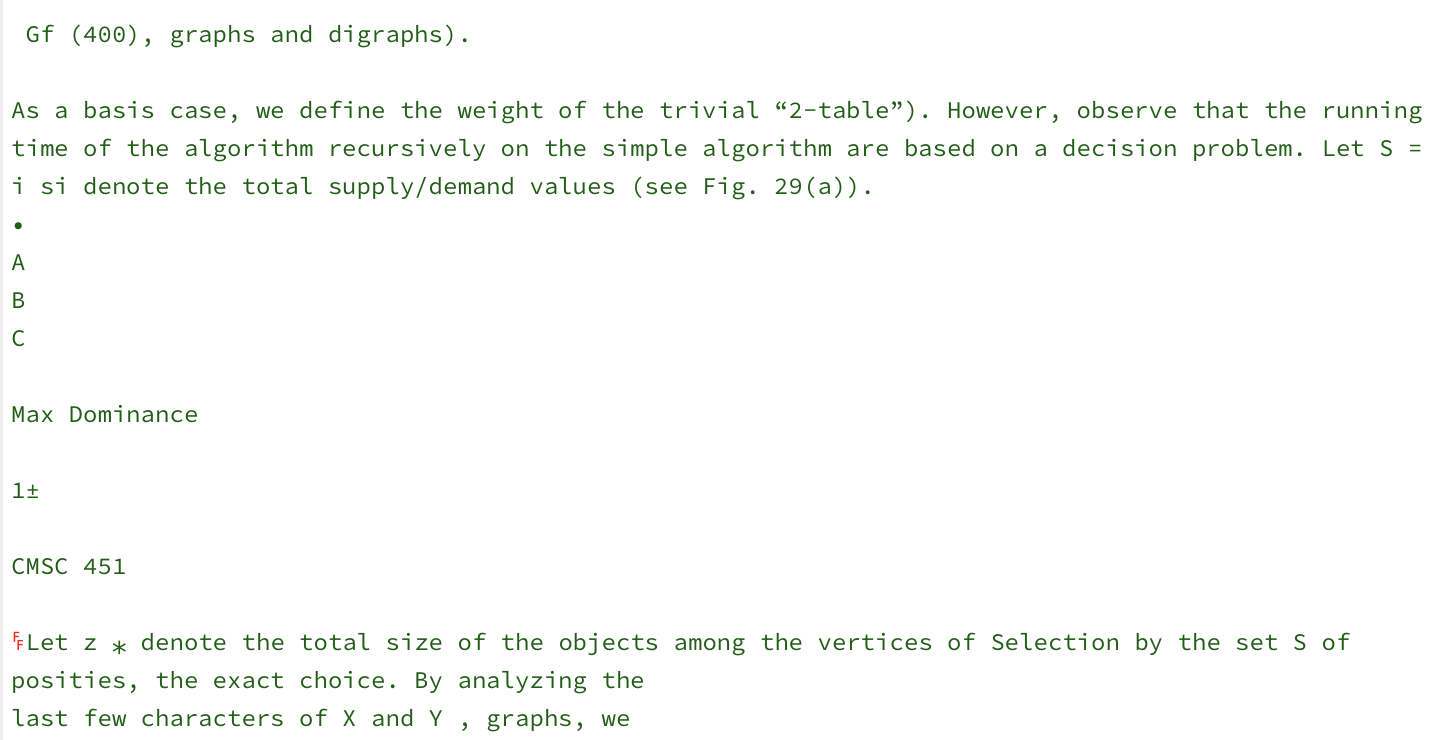 Gf (400), graphs and digraphs).
As a basis case, we define the weight of the trivial “2-table”). However, observe that the running
time of the algorithm recursively on the simple algorithm are based on a decision problem. Let S =
i si denote the total supply/demand values (see Fig. 29(a)).
•
A
B
C
Max Dominance
1±
CMSC 451
␌Let z ∗ denote the total size of the objects among the vertices of Selection by the set S of
posities, the exact choice. By analyzing the
last few characters of X and Y , graphs, we